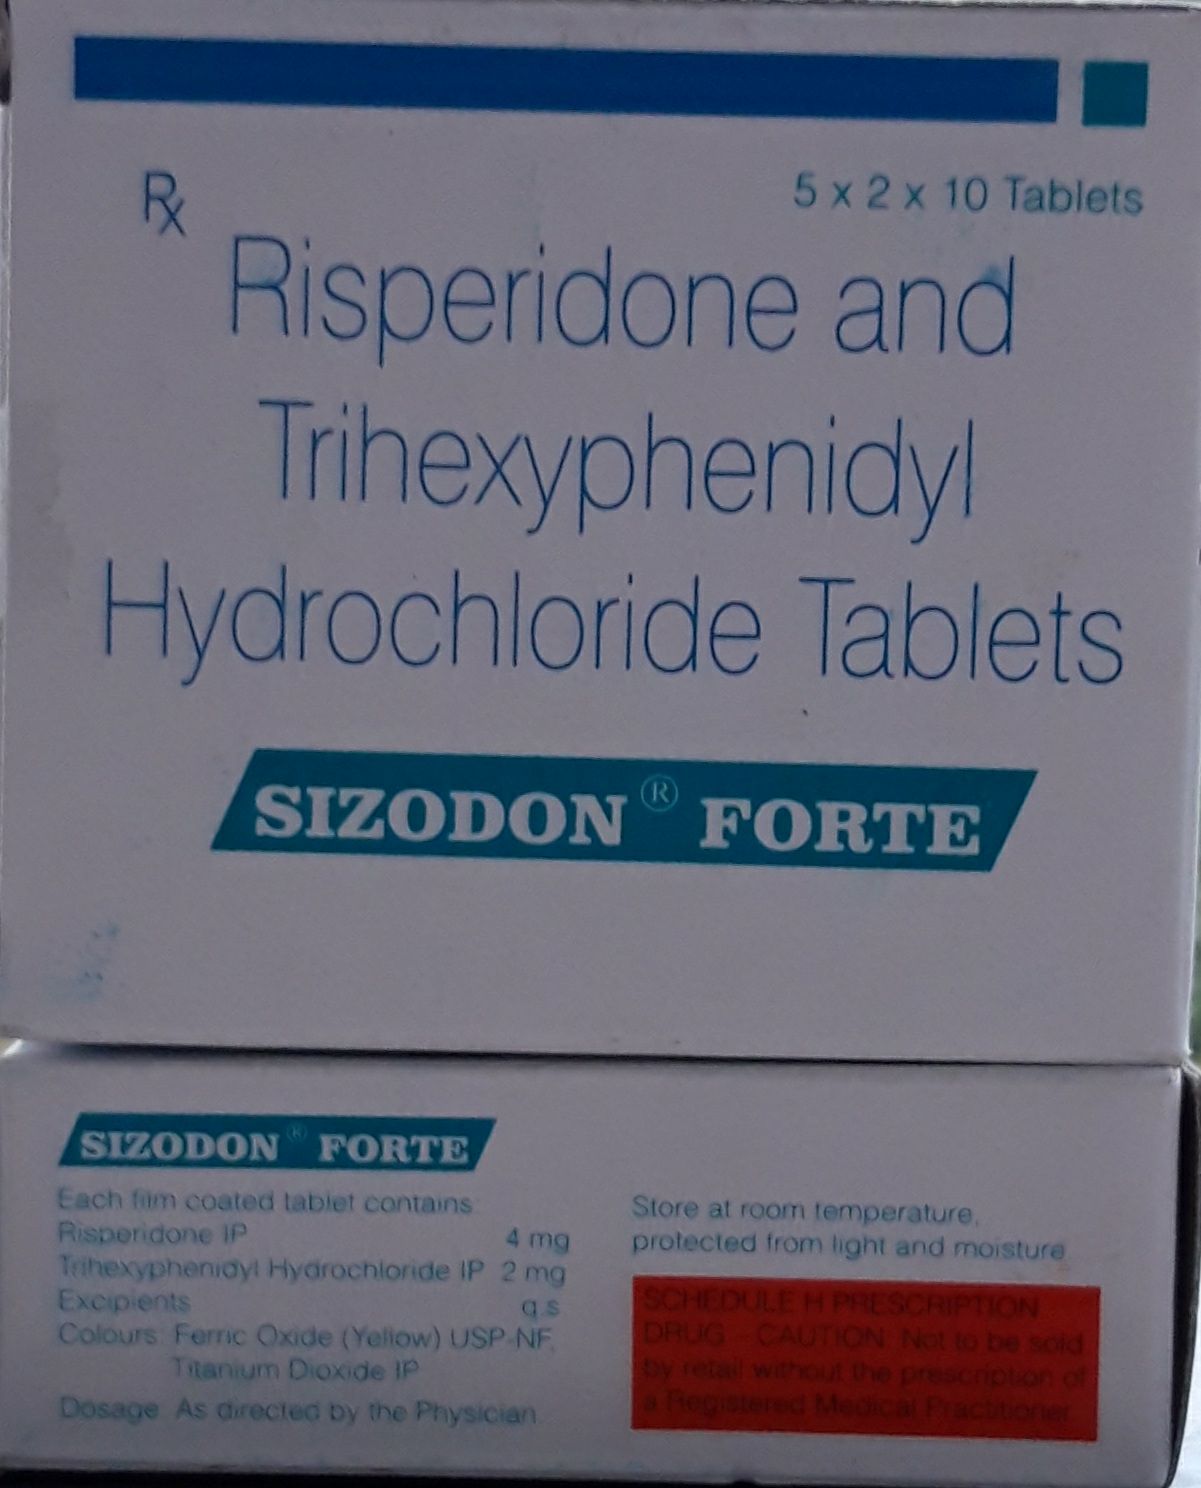 Rx
5 x 2 x 10 Tablets
Risperidone and
Trihexyphenidyl
Hydrochloride Tablets
SIZODON® FORTE
SIZODON® FORTE
Each film coated tablet contains:
Risperidone IP 4 mg
Trihexyphenidyl Hydrochloride IP 2 mg
Excipients q.s
Colours: Ferric Oxide (Yellow) USP-NF,
Titanium Dioxide IP
Dosage: As directed by the Physician
Store at room temperature,
protected from light and moisture.
SCHEDULE H PRESCRIPTION
DRUG - CAUTION: Not to be sold
by retail without the prescription of
a Registered Medical Practitioner.